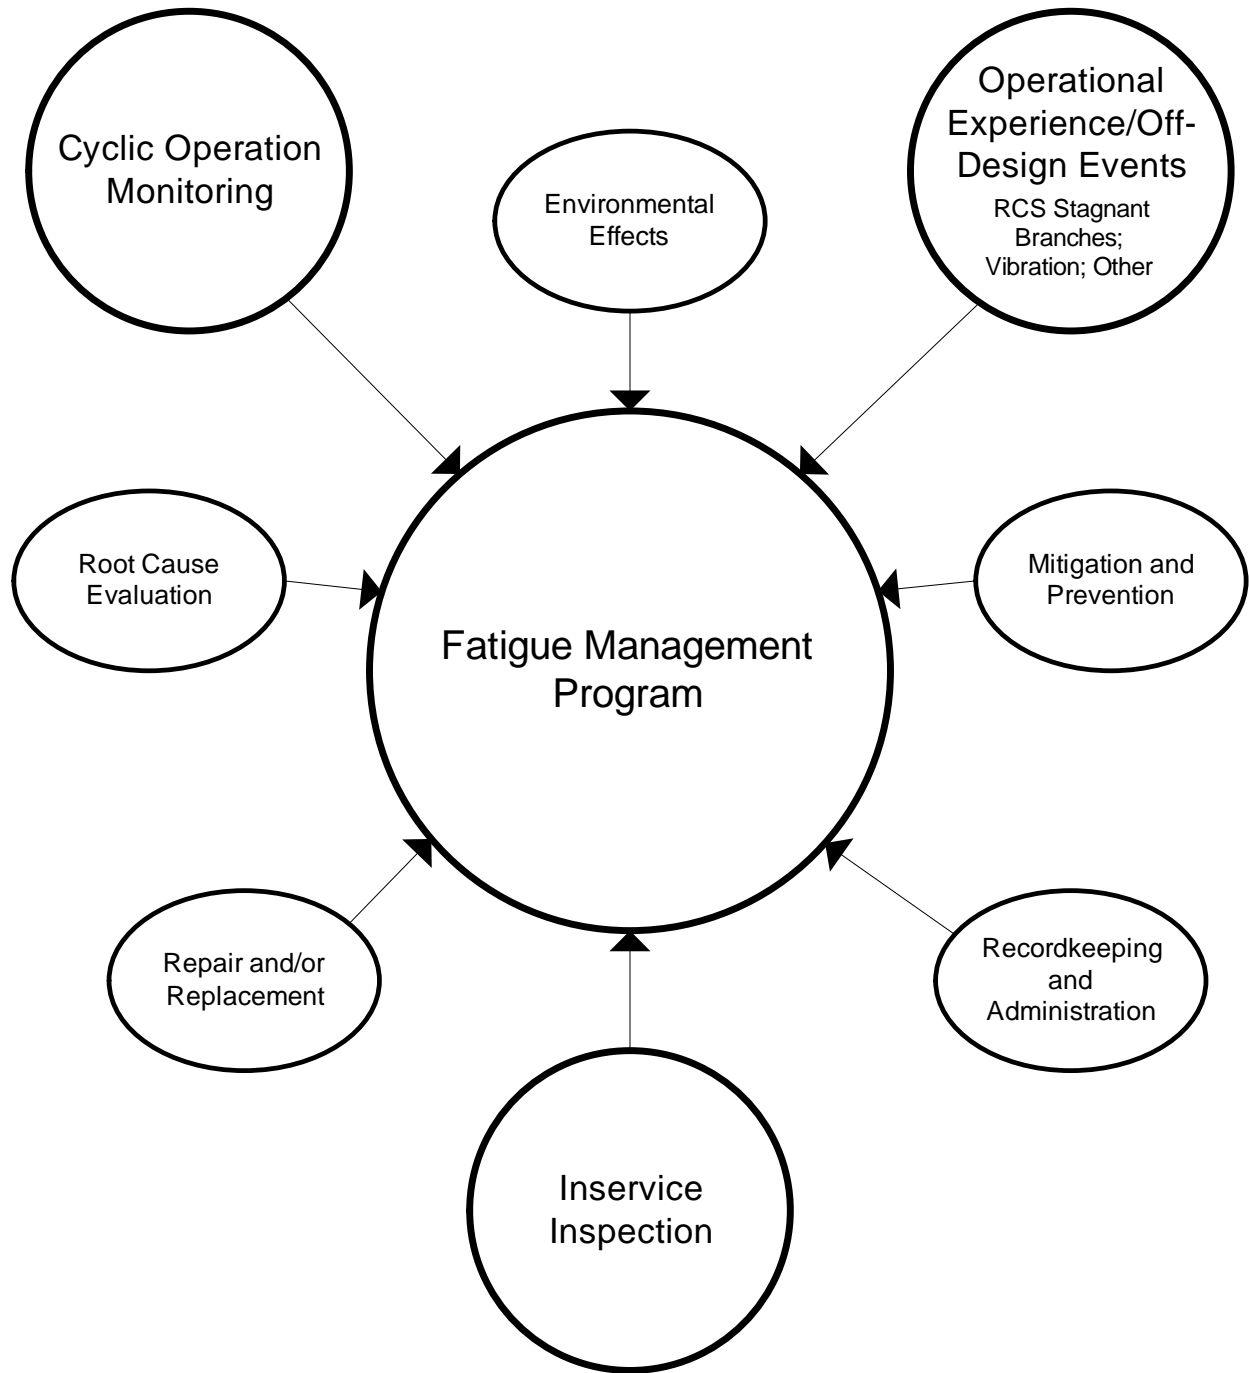 Cyclic Operation
Monitoring
Environmental
Effects
Operational
Experience/Off-
Design Events
RCS Stagnant
Branches;
Vibration; Other
Root Cause
Evaluation
Fatigue Management
Program
Mitigation and
Prevention
Repair and/or
Replacement
Recordkeeping
and
Administration
Inservice
Inspection